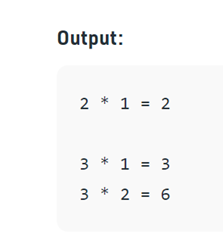 Output:
2 * 1 = 2
3 * 1 = 3
3 * 2 = 6